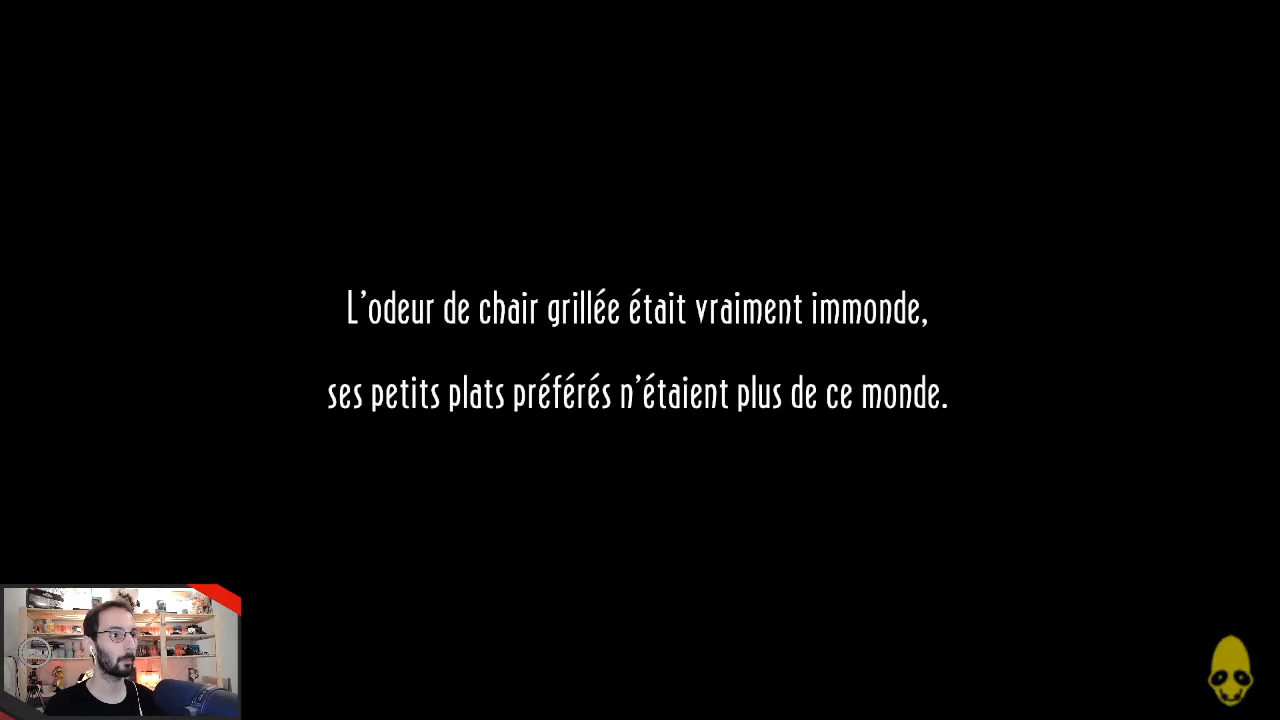 L'odeur de chair grillée était vraiment immonde,
ses petits plats préférés n'étaient plus de ce monde.